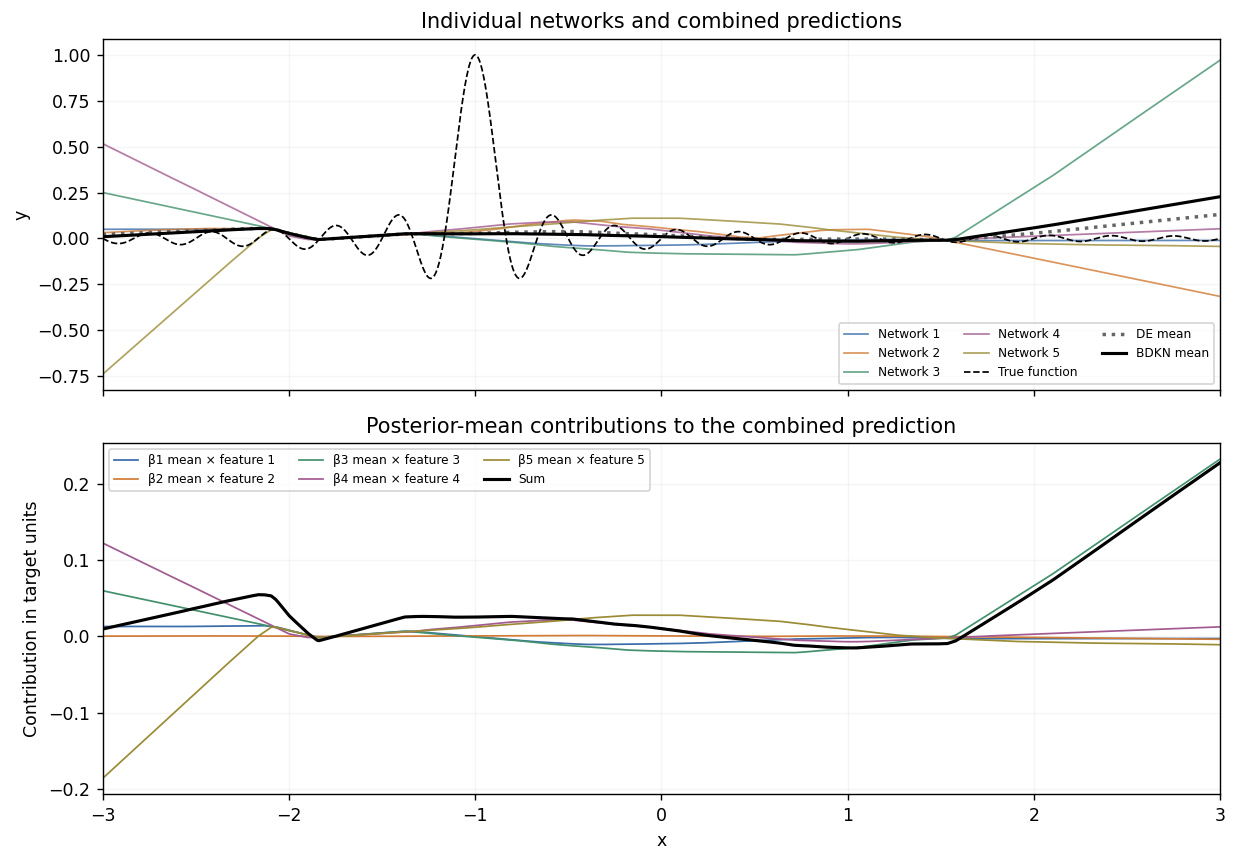 Individual networks and combined predictions
1.00
0.75
0.50
0.25
0.00
−0.25
−0.50
−0.75
y
Network 1
Network 2
Network 3
Network 4
Network 5
True function
DE mean
BDKN mean
Posterior-mean contributions to the combined prediction
β1 mean × feature 1
β2 mean × feature 2
β3 mean × feature 3
β4 mean × feature 4
β5 mean × feature 5
Sum
0.2
0.1
0.0
−0.1
−0.2
Contribution in target units
−3 −2 −1 0 1 2 3
x